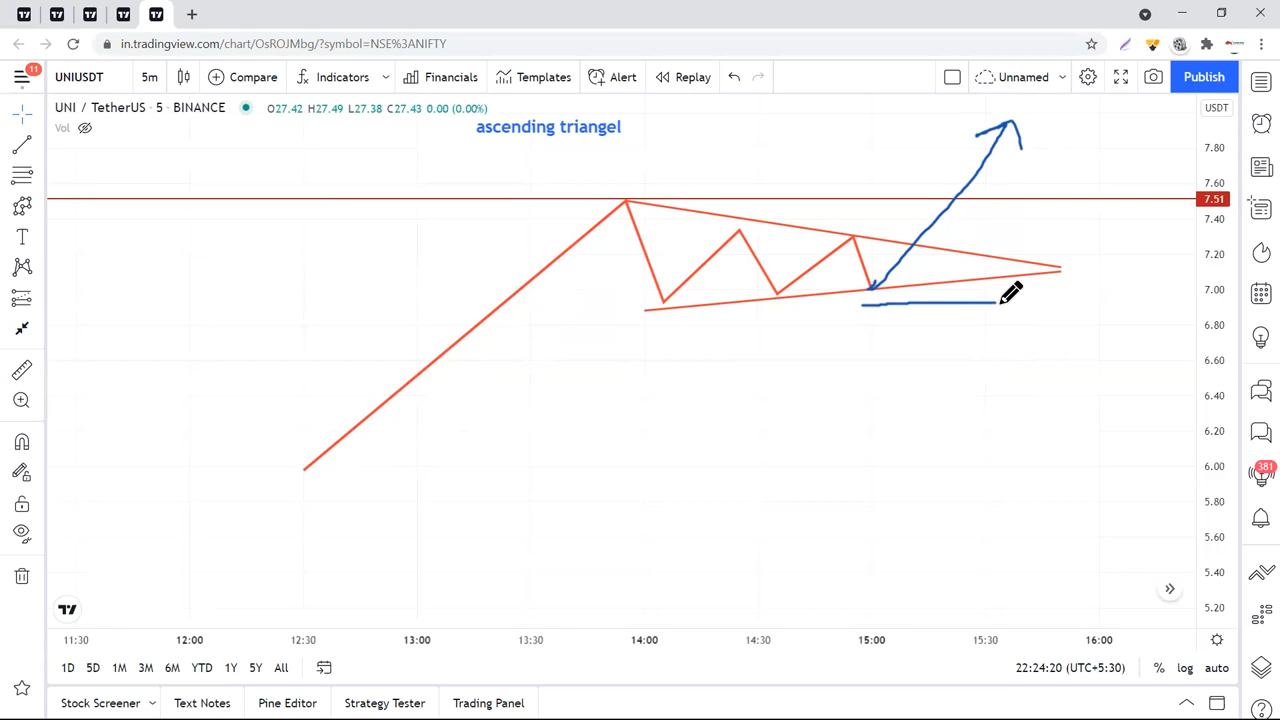 in.tradingview.com/chart/OsROJMbg/?symbol=NSE%3ANIFTY
11
UNIUSDT 5m Compare Indicators Financials Templates Alert Replay Unnamed Publish
UNI / TetherUS · 5 · BINANCE O27.42 H27.49 L27.38 C27.43 0.00 (0.00%) USDT
Vol
ascending triangel
7.80
7.60
7.51
7.40
7.20
7.00
6.80
6.60
6.40
6.20
6.00
5.80
5.60
5.40
5.20
381
11:30 12:00 12:30 13:00 13:30 14:00 14:30 15:00 15:30 16:00
1D 5D 1M 3M 6M YTD 1Y 5Y All 22:24:20 (UTC+5:30) % log auto
Stock Screener Text Notes Pine Editor Strategy Tester Trading Panel